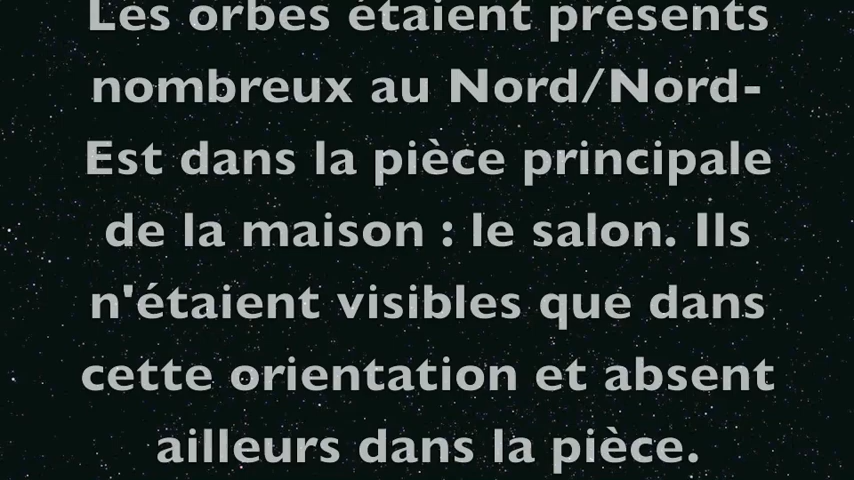 Les orbes étaient présents
nombreux au Nord/Nord-
Est dans la pièce principale
de la maison : le salon. Ils
n'étaient visibles que dans
cette orientation et absent
ailleurs dans la pièce.